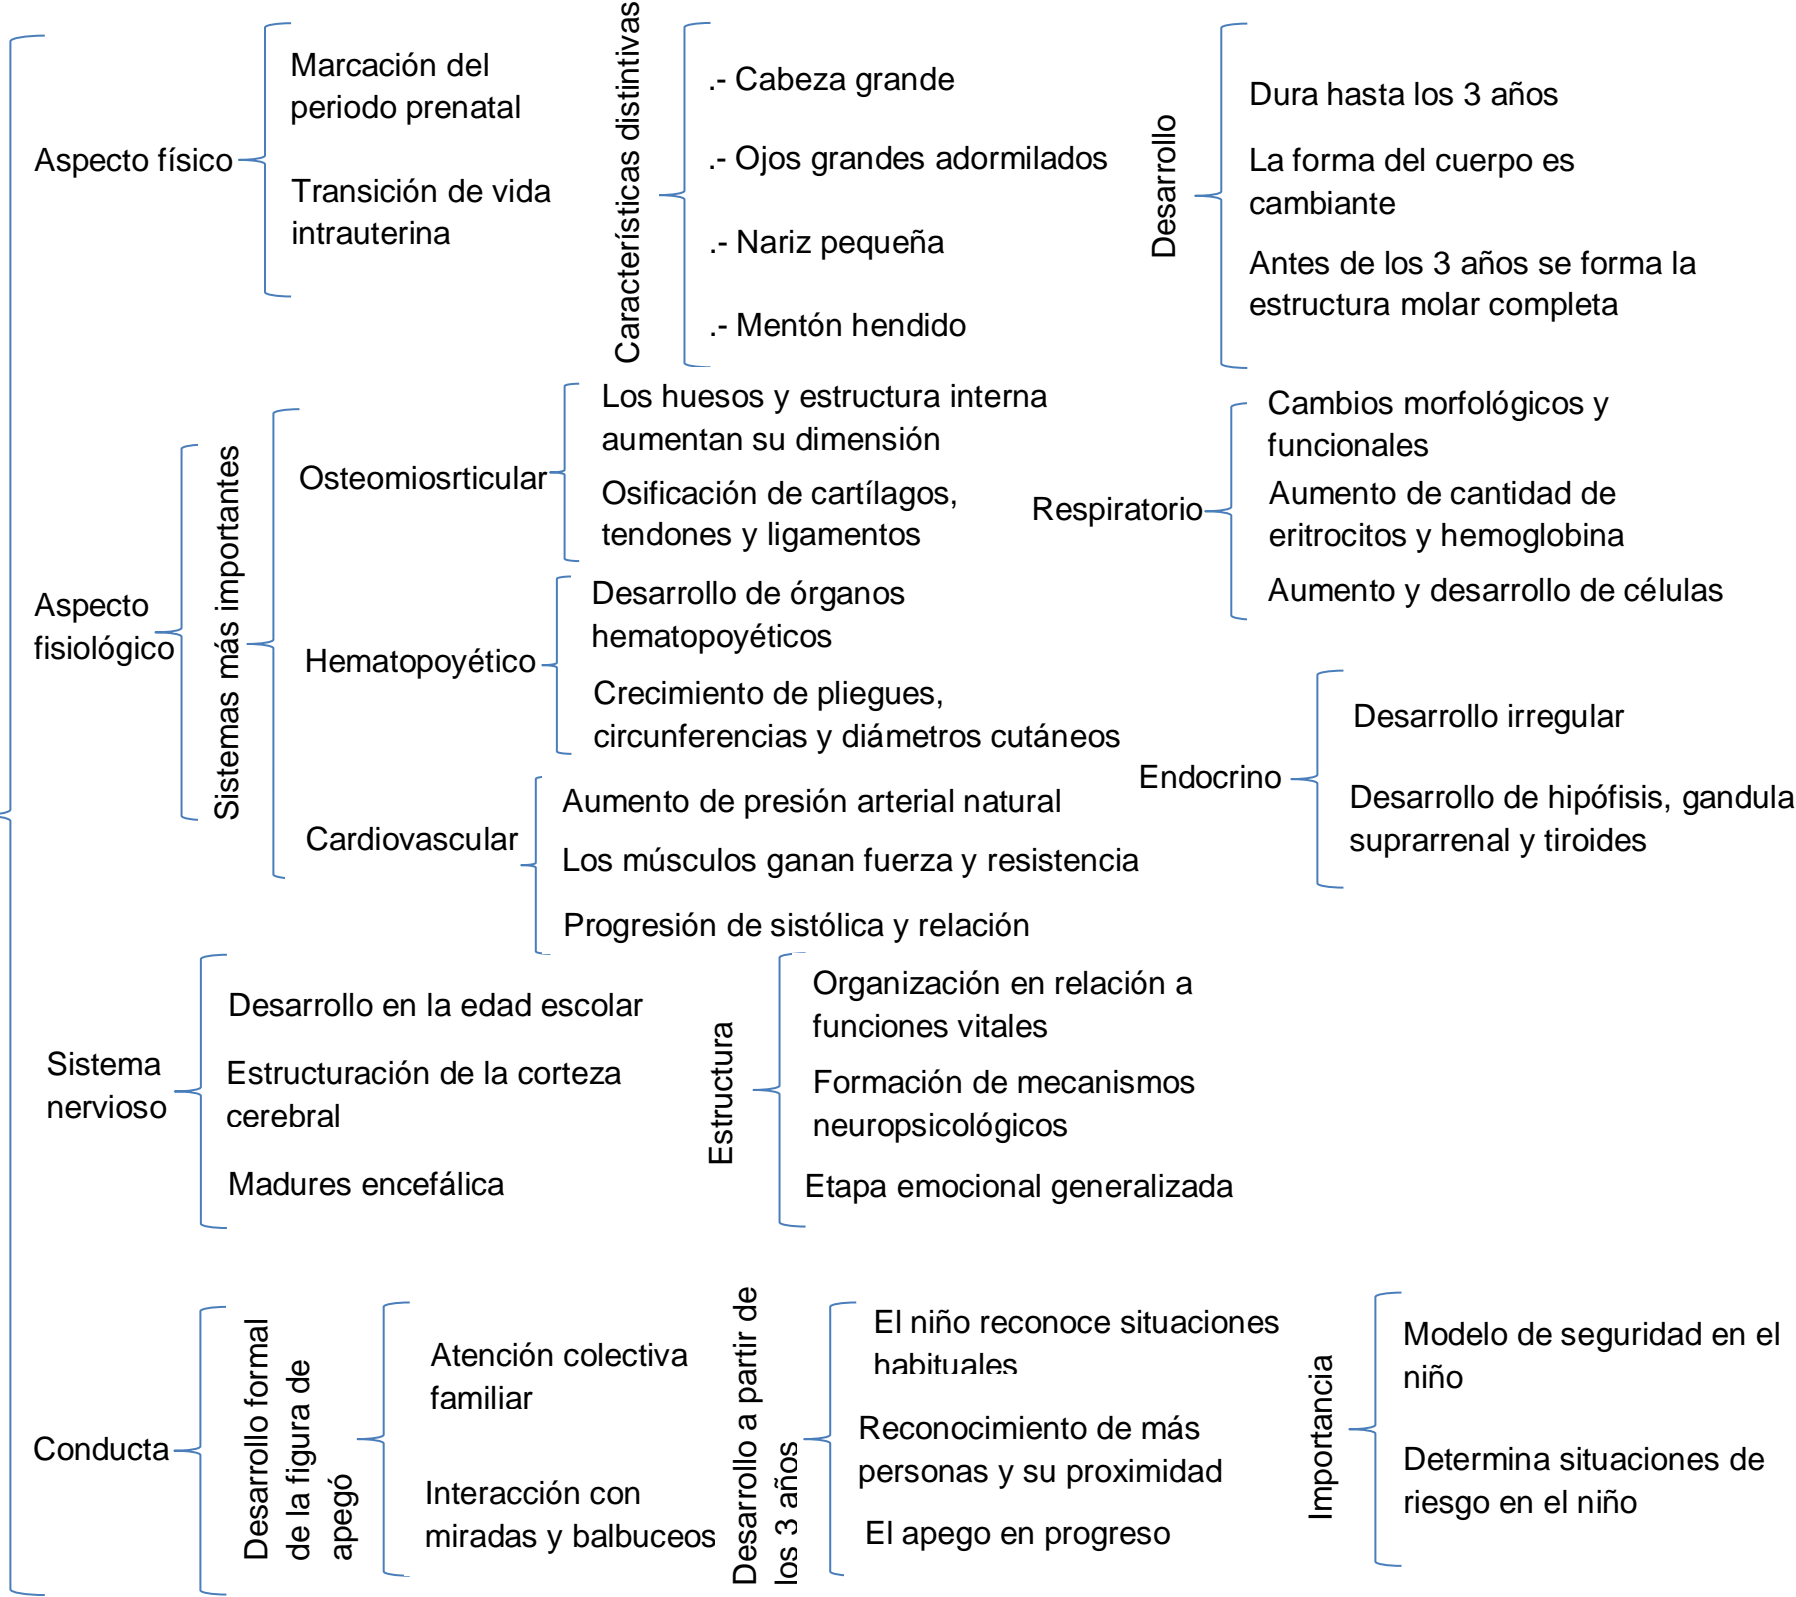 Aspecto físico
Marcación del
periodo prenatal
Transición de vida
intrauterina
Características distintivas
.- Cabeza grande
.- Ojos grandes adormilados
.- Nariz pequeña
.- Mentón hendido
Desarrollo
Dura hasta los 3 años
La forma del cuerpo es
cambiante
Antes de los 3 años se forma la
estructura molar completa
Aspecto
fisiológico
Sistemas más importantes
Osteomiosrticular
Los huesos y estructura interna
aumentan su dimensión
Osificación de cartílagos,
tendones y ligamentos
Hematopoyético
Desarrollo de órganos
hematopoyéticos
Crecimiento de pliegues,
circunferencias y diámetros cutáneos
Cardiovascular
Aumento de presión arterial natural
Los músculos ganan fuerza y resistencia
Progresión de sistólica y relación
Respiratorio
Cambios morfológicos y
funcionales
Aumento de cantidad de
eritrocitos y hemoglobina
Aumento y desarrollo de células
Endocrino
Desarrollo irregular
Desarrollo de hipófisis, gandula
suprarrenal y tiroides
Sistema
nervioso
Desarrollo en la edad escolar
Estructuración de la corteza
cerebral
Madures encefálica
Estructura
Organización en relación a
funciones vitales
Formación de mecanismos
neuropsicológicos
Etapa emocional generalizada
Conducta
Desarrollo formal
de la figura de
apegó
Atención colectiva
familiar
Interacción con
miradas y balbuceos
Desarrollo a partir de
los 3 años
El niño reconoce situaciones
habituales
Reconocimiento de más
personas y su proximidad
El apego en progreso
Importancia
Modelo de seguridad en el
niño
Determina situaciones de
riesgo en el niño